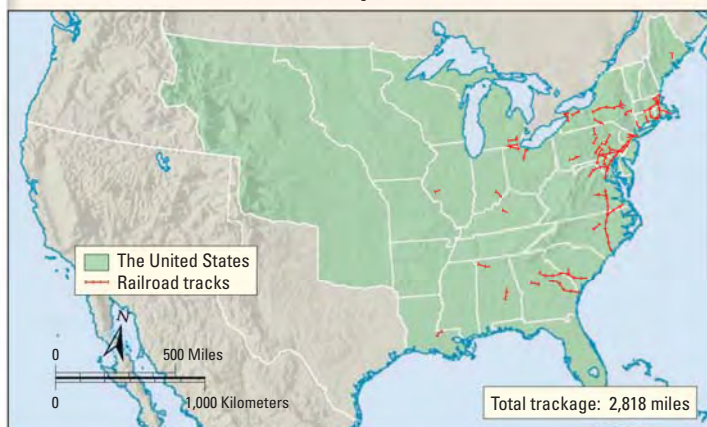 The United States
Railroad tracks
N
0 500 Miles
0 1,000 Kilometers
Total trackage: 2,818 miles